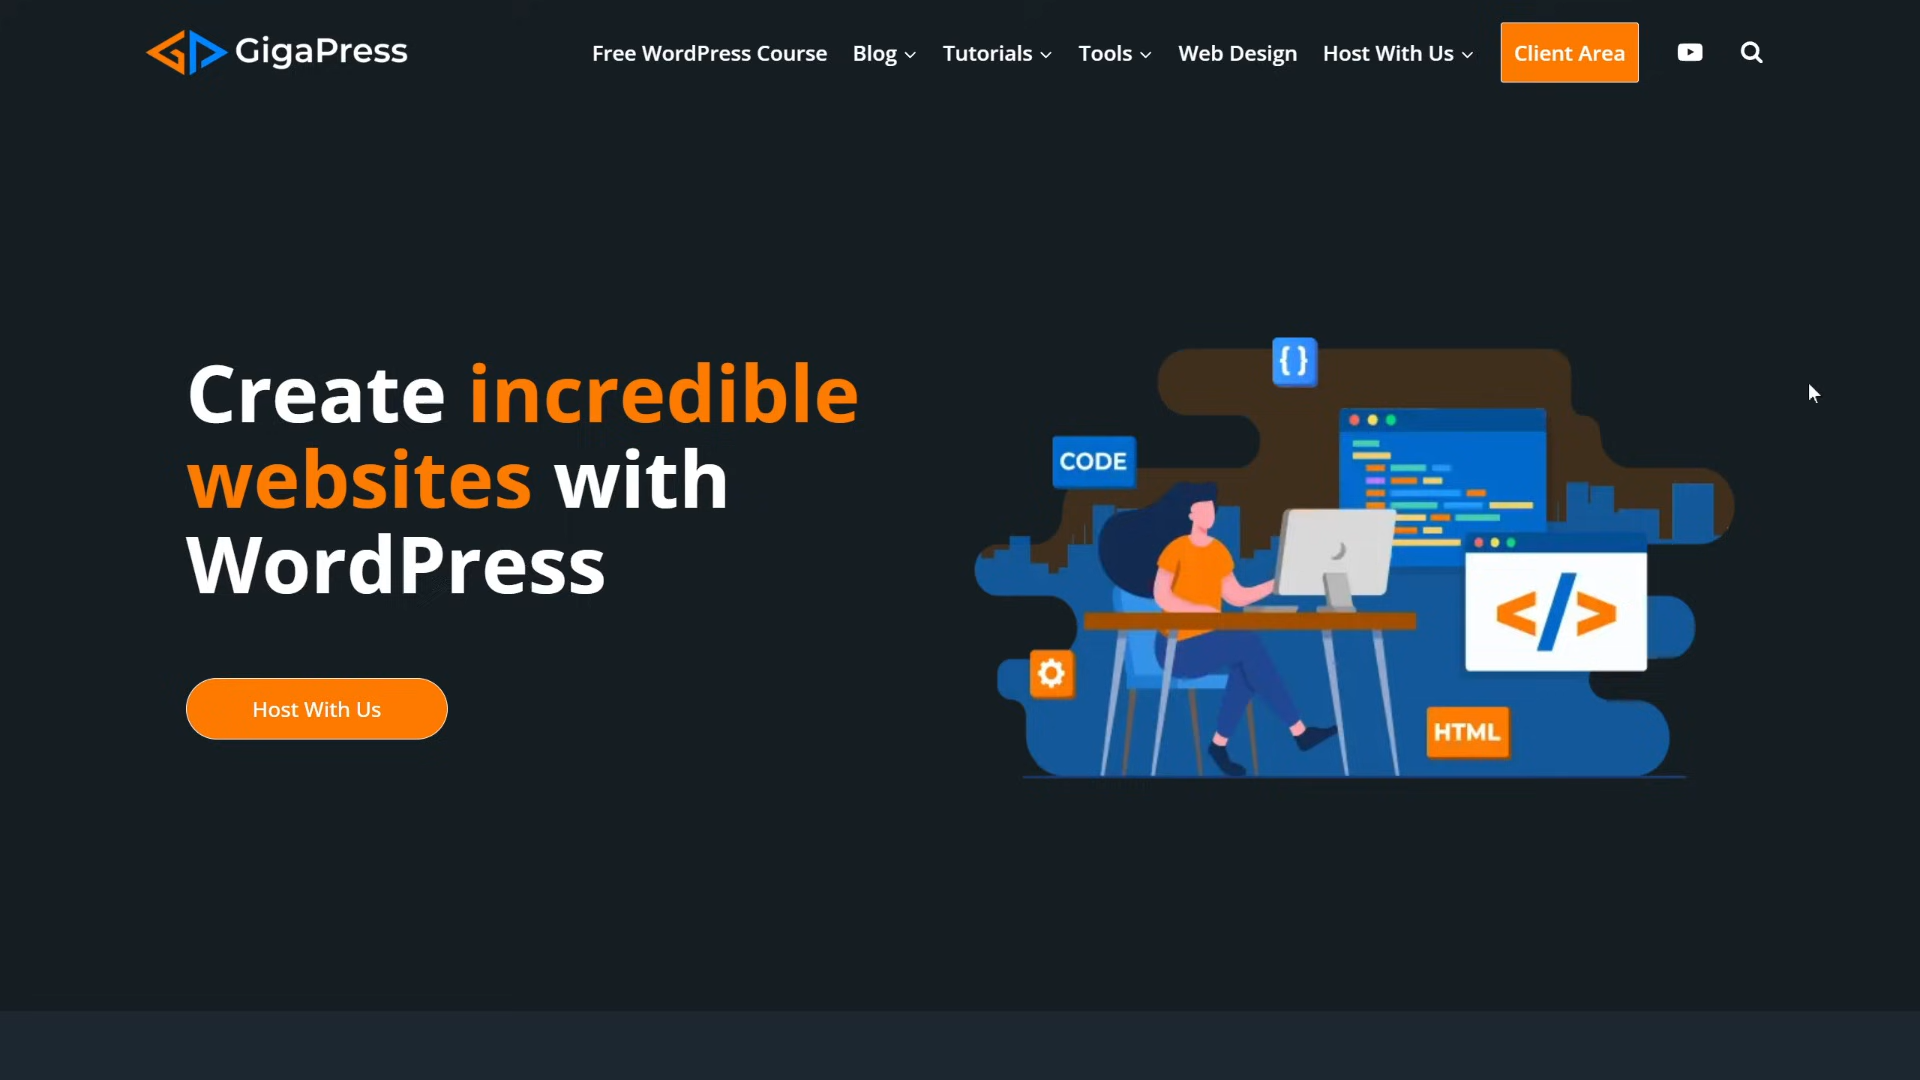 GigaPress
Free WordPress Course Blog Tutorials Tools Web Design Host With Us Client Area
Create incredible
websites with
WordPress
Host With Us
{ }
CODE
</>
HTML